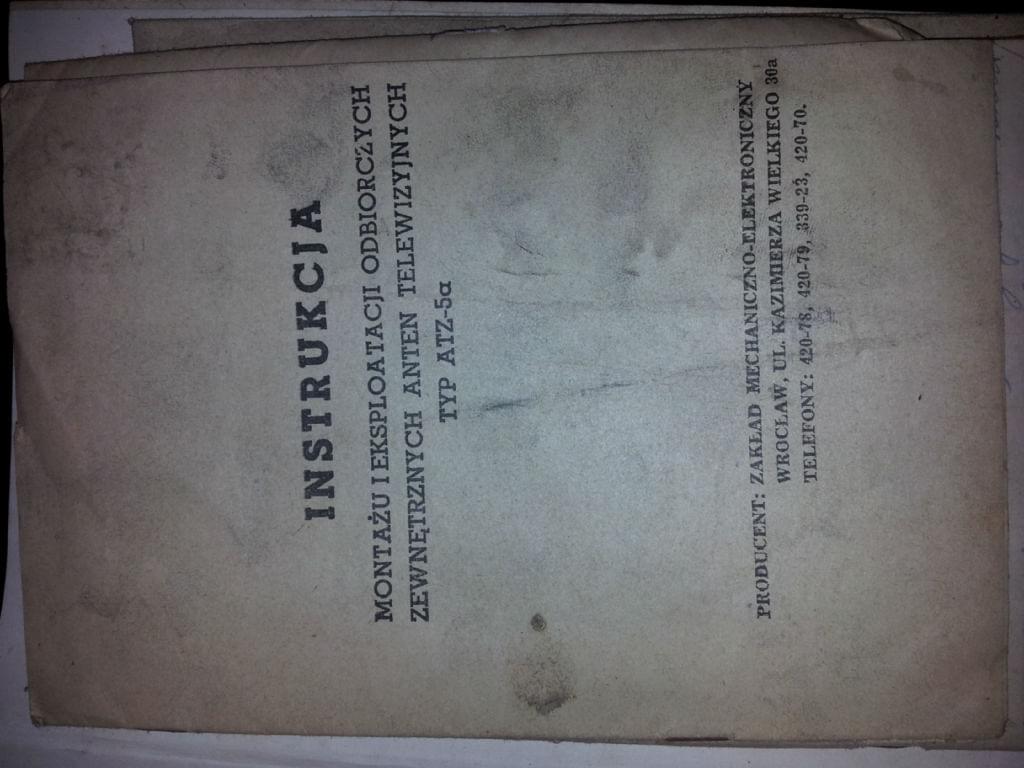 INSTRUKCJA
MONTAŻU I EKSPLOATACJI ODBIORCZYCH
ZEWNĘTRZNYCH ANTEN TELEWIZYJNYCH
TYP ATZ-5a
PRODUCENT: ZAKŁAD MECHANICZNO-ELEKTRONICZNY
WROCŁAW, UL. KAZIMIERZA WIELKIEGO 30a
TELEFONY: 420-78, 420-79, 339-23, 420-70.